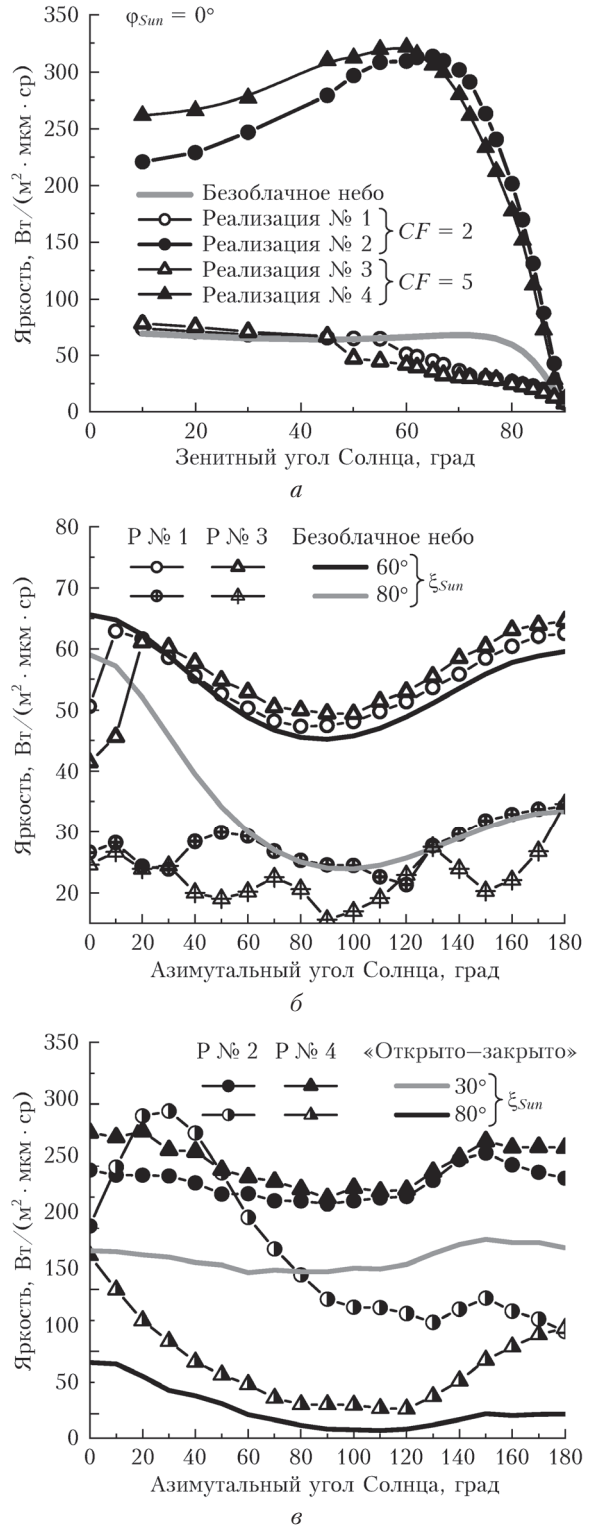 φSun = 0°
350
300
250
200
150
100
50
0
Яркость, Вт/(м² · мкм · ср)
Безоблачное небо
Реализация № 1
Реализация № 2
CF = 2
Реализация № 3
Реализация № 4
CF = 5
0 20 40 60 80
Зенитный угол Солнца, град
а
80
70
60
50
40
30
20
Яркость, Вт/(м² · мкм · ср)
Р № 1 Р № 3 Безоблачное небо
60°
80°
ξSun
0 20 40 60 80 100 120 140 160 180
Азимутальный угол Солнца, град
б
350
300
250
200
150
100
50
0
Яркость, Вт/(м² · мкм · ср)
Р № 2 Р № 4 «Открыто—закрыто»
30°
80°
ξSun
0 20 40 60 80 100 120 140 160 180
Азимутальный угол Солнца, град
в